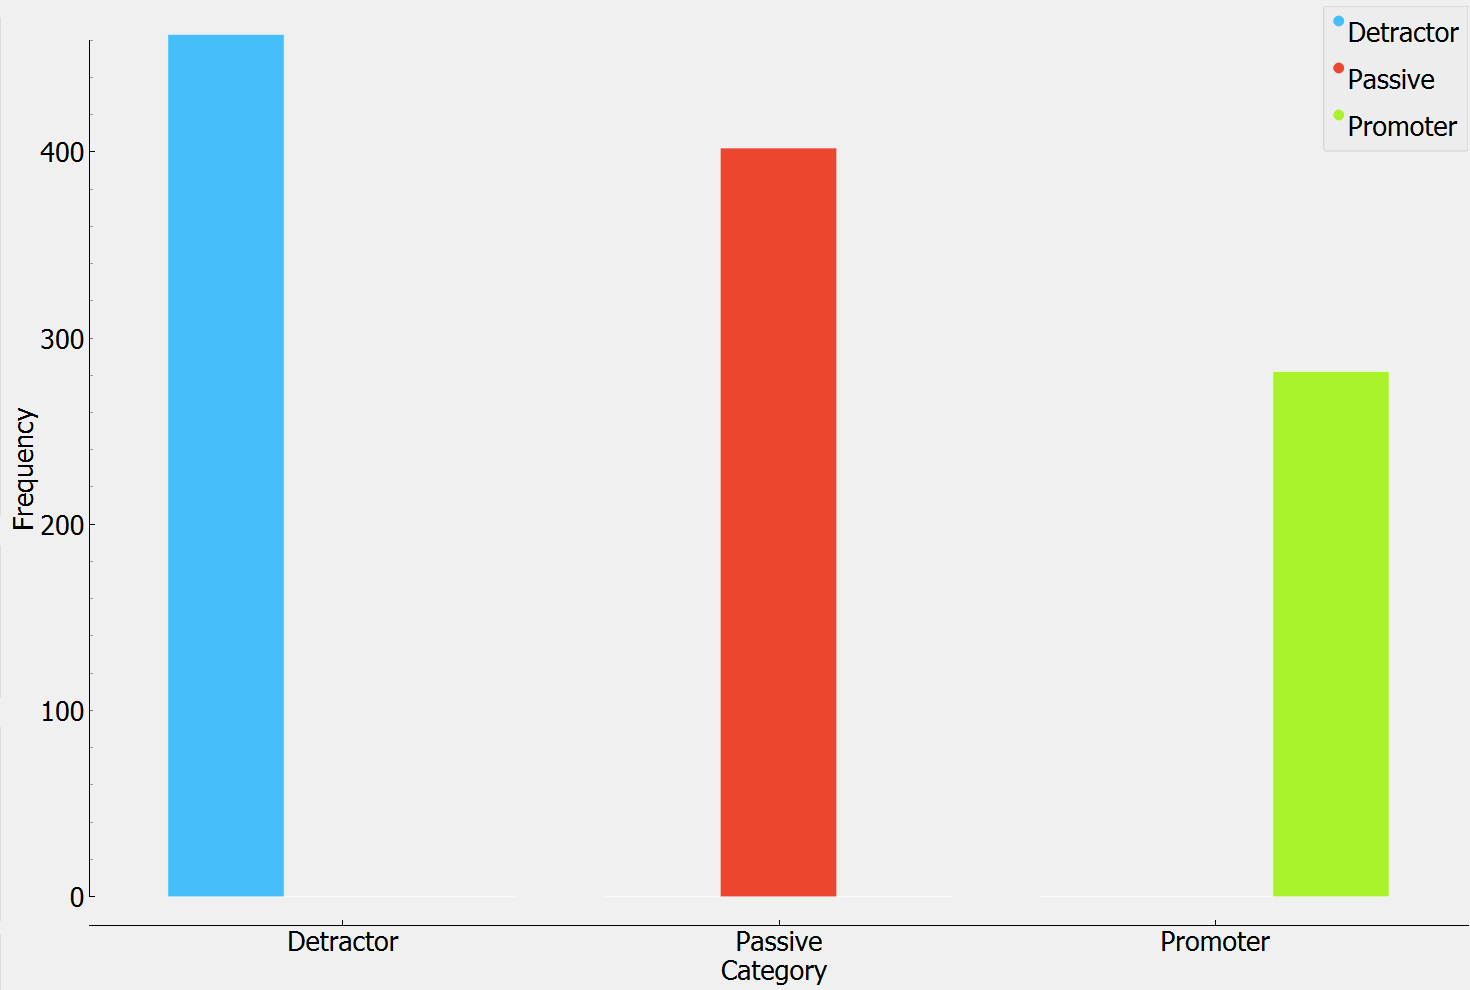 Detractor
Passive
Promoter
400
300
200
100
0
Frequency
Detractor
Passive
Promoter
Category